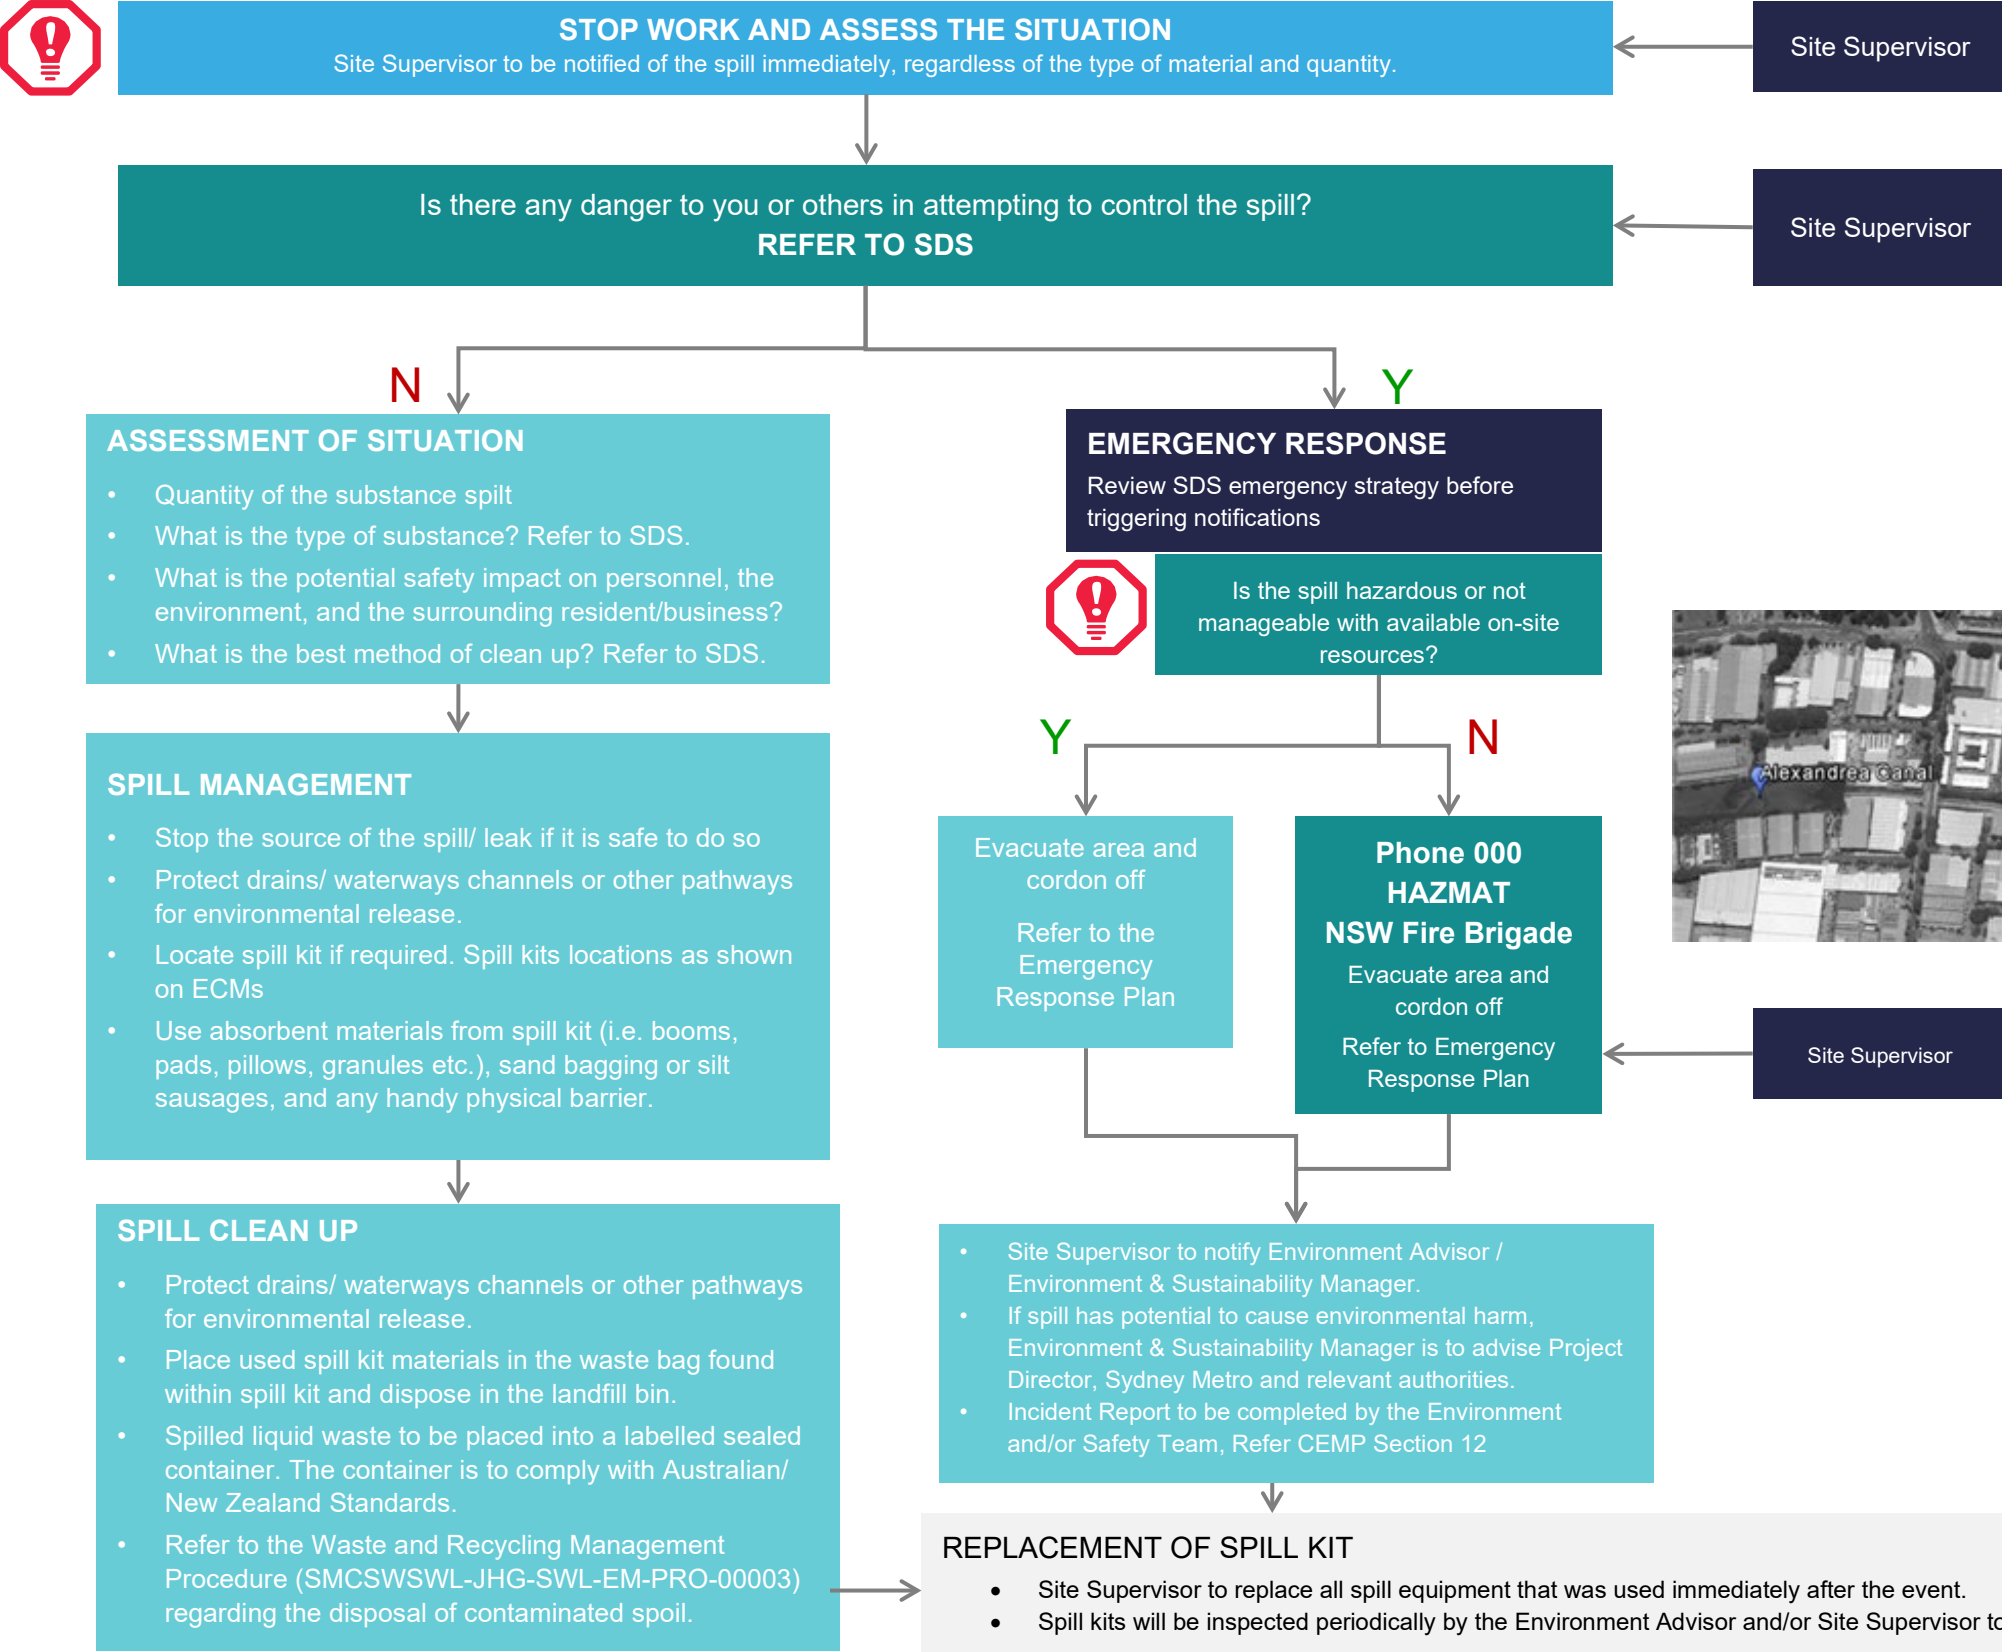 STOP WORK AND ASSESS THE SITUATION
Site Supervisor to be notified of the spill immediately, regardless of the type of material and quantity.
Site Supervisor
Is there any danger to you or others in attempting to control the spill?
REFER TO SDS
Site Supervisor
N
Y
ASSESSMENT OF SITUATION
• Quantity of the substance spilt
• What is the type of substance? Refer to SDS.
• What is the potential safety impact on personnel, the
environment, and the surrounding resident/business?
• What is the best method of clean up? Refer to SDS.
EMERGENCY RESPONSE
Review SDS emergency strategy before
triggering notifications
Is the spill hazardous or not
manageable with available on-site
resources?
Y
N
Alexandrea Canal
SPILL MANAGEMENT
• Stop the source of the spill/ leak if it is safe to do so
• Protect drains/ waterways channels or other pathways
for environmental release.
• Locate spill kit if required. Spill kits locations as shown
on ECMs
• Use absorbent materials from spill kit (i.e. booms,
pads, pillows, granules etc.), sand bagging or silt
sausages, and any handy physical barrier.
Evacuate area and
cordon off
Refer to the
Emergency
Response Plan
Phone 000
HAZMAT
NSW Fire Brigade
Evacuate area and
cordon off
Refer to Emergency
Response Plan
Site Supervisor
SPILL CLEAN UP
• Protect drains/ waterways channels or other pathways
for environmental release.
• Place used spill kit materials in the waste bag found
within spill kit and dispose in the landfill bin.
• Spilled liquid waste to be placed into a labelled sealed
container. The container is to comply with Australian/
New Zealand Standards.
• Refer to the Waste and Recycling Management
Procedure (SMCSWSWL-JHG-SWL-EM-PRO-00003)
regarding the disposal of contaminated spoil.
• Site Supervisor to notify Environment Advisor /
Environment & Sustainability Manager.
• If spill has potential to cause environmental harm,
Environment & Sustainability Manager is to advise Project
Director, Sydney Metro and relevant authorities.
• Incident Report to be completed by the Environment
and/or Safety Team, Refer CEMP Section 12
REPLACEMENT OF SPILL KIT
• Site Supervisor to replace all spill equipment that was used immediately after the event.
• Spill kits will be inspected periodically by the Environment Advisor and/or Site Supervisor to